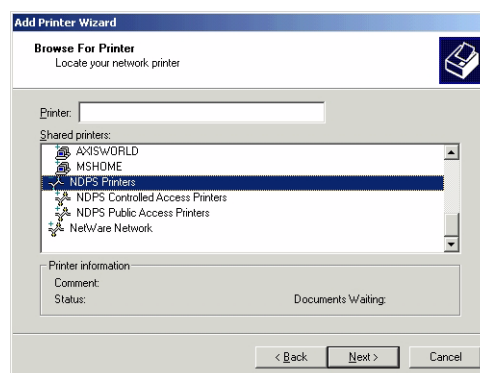 Add Printer Wizard
Browse For Printer
Locate your network printer
Printer:
Shared printers:
AXISWORLD
MSHOME
NDPS Printers
NDPS Controlled Access Printers
NDPS Public Access Printers
NetWare Network
Printer information
Comment:
Status: Documents Waiting:
< Back Next > Cancel